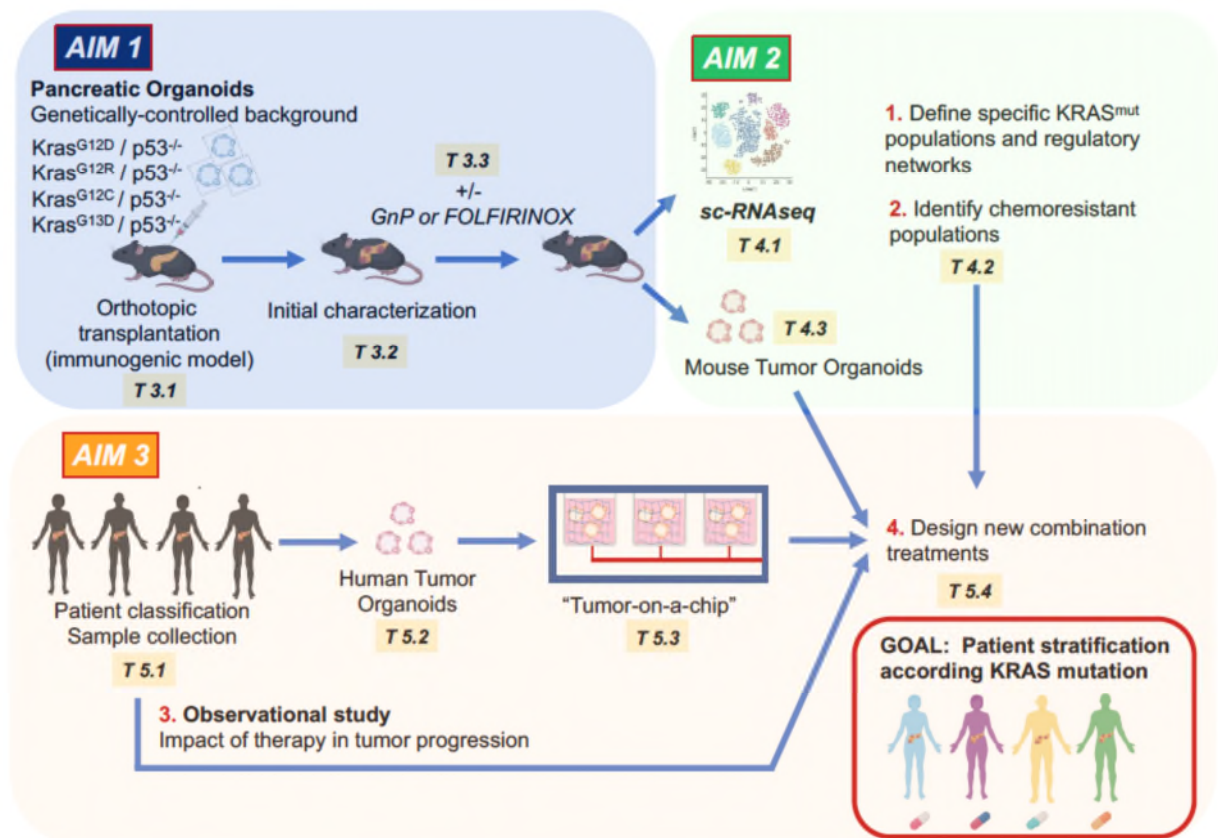 AIM 1
Pancreatic Organoids
Genetically-controlled background
Kras^G12D / p53^-/-
Kras^G12R / p53^-/-
Kras^G12C / p53^-/-
Kras^G13D / p53^-/-
T 3.3
+/-
GnP or FOLFIRINOX
Orthotopic
transplantation
(immunogenic model)
T 3.1
Initial characterization
T 3.2
AIM 2
sc-RNAseq
T 4.1
1. Define specific KRAS^mut
populations and regulatory
networks
2. Identify chemoresistant
populations
T 4.2
T 4.3
Mouse Tumor Organoids
AIM 3
Patient classification
Sample collection
T 5.1
Human Tumor
Organoids
T 5.2
“Tumor-on-a-chip”
T 5.3
3. Observational study
Impact of therapy in tumor progression
4. Design new combination
treatments
T 5.4
GOAL: Patient stratification
according KRAS mutation